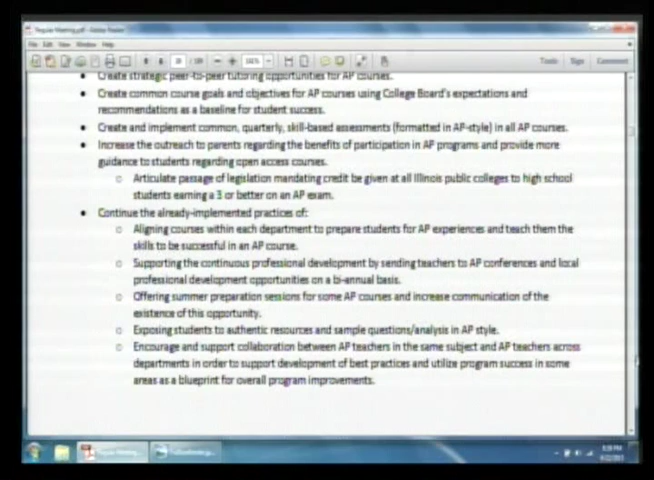 File Edit View Window Help
Tools Sign Comment
• Create strategic peer-to-peer tutoring opportunities for AP courses.
• Create common course goals and objectives for AP courses using College Board's expectations and
recommendations as a baseline for student success.
• Create and implement common, quarterly, skill-based assessments (formatted in AP-style) in all AP courses.
• Increase the outreach to parents regarding the benefits of participation in AP programs and provide more
guidance to students regarding open access courses.
o Articulate passage of legislation mandating credit be given at all Illinois public colleges to high school
students earning a 3 or better on an AP exam.
• Continue the already-implemented practices of:
o Aligning courses within each department to prepare students for AP experiences and teach them the
skills to be successful in an AP course.
o Supporting the continuous professional development by sending teachers to AP conferences and local
professional development opportunities on a bi-annual basis.
o Offering summer preparation sessions for some AP courses and increase communication of the
existence of this opportunity.
o Exposing students to authentic resources and sample questions/analysis in AP style.
o Encourage and support collaboration between AP teachers in the same subject and AP teachers across
departments in order to support development of best practices and utilize program success in some
areas as a blueprint for overall program improvements.
Regular Meeting...